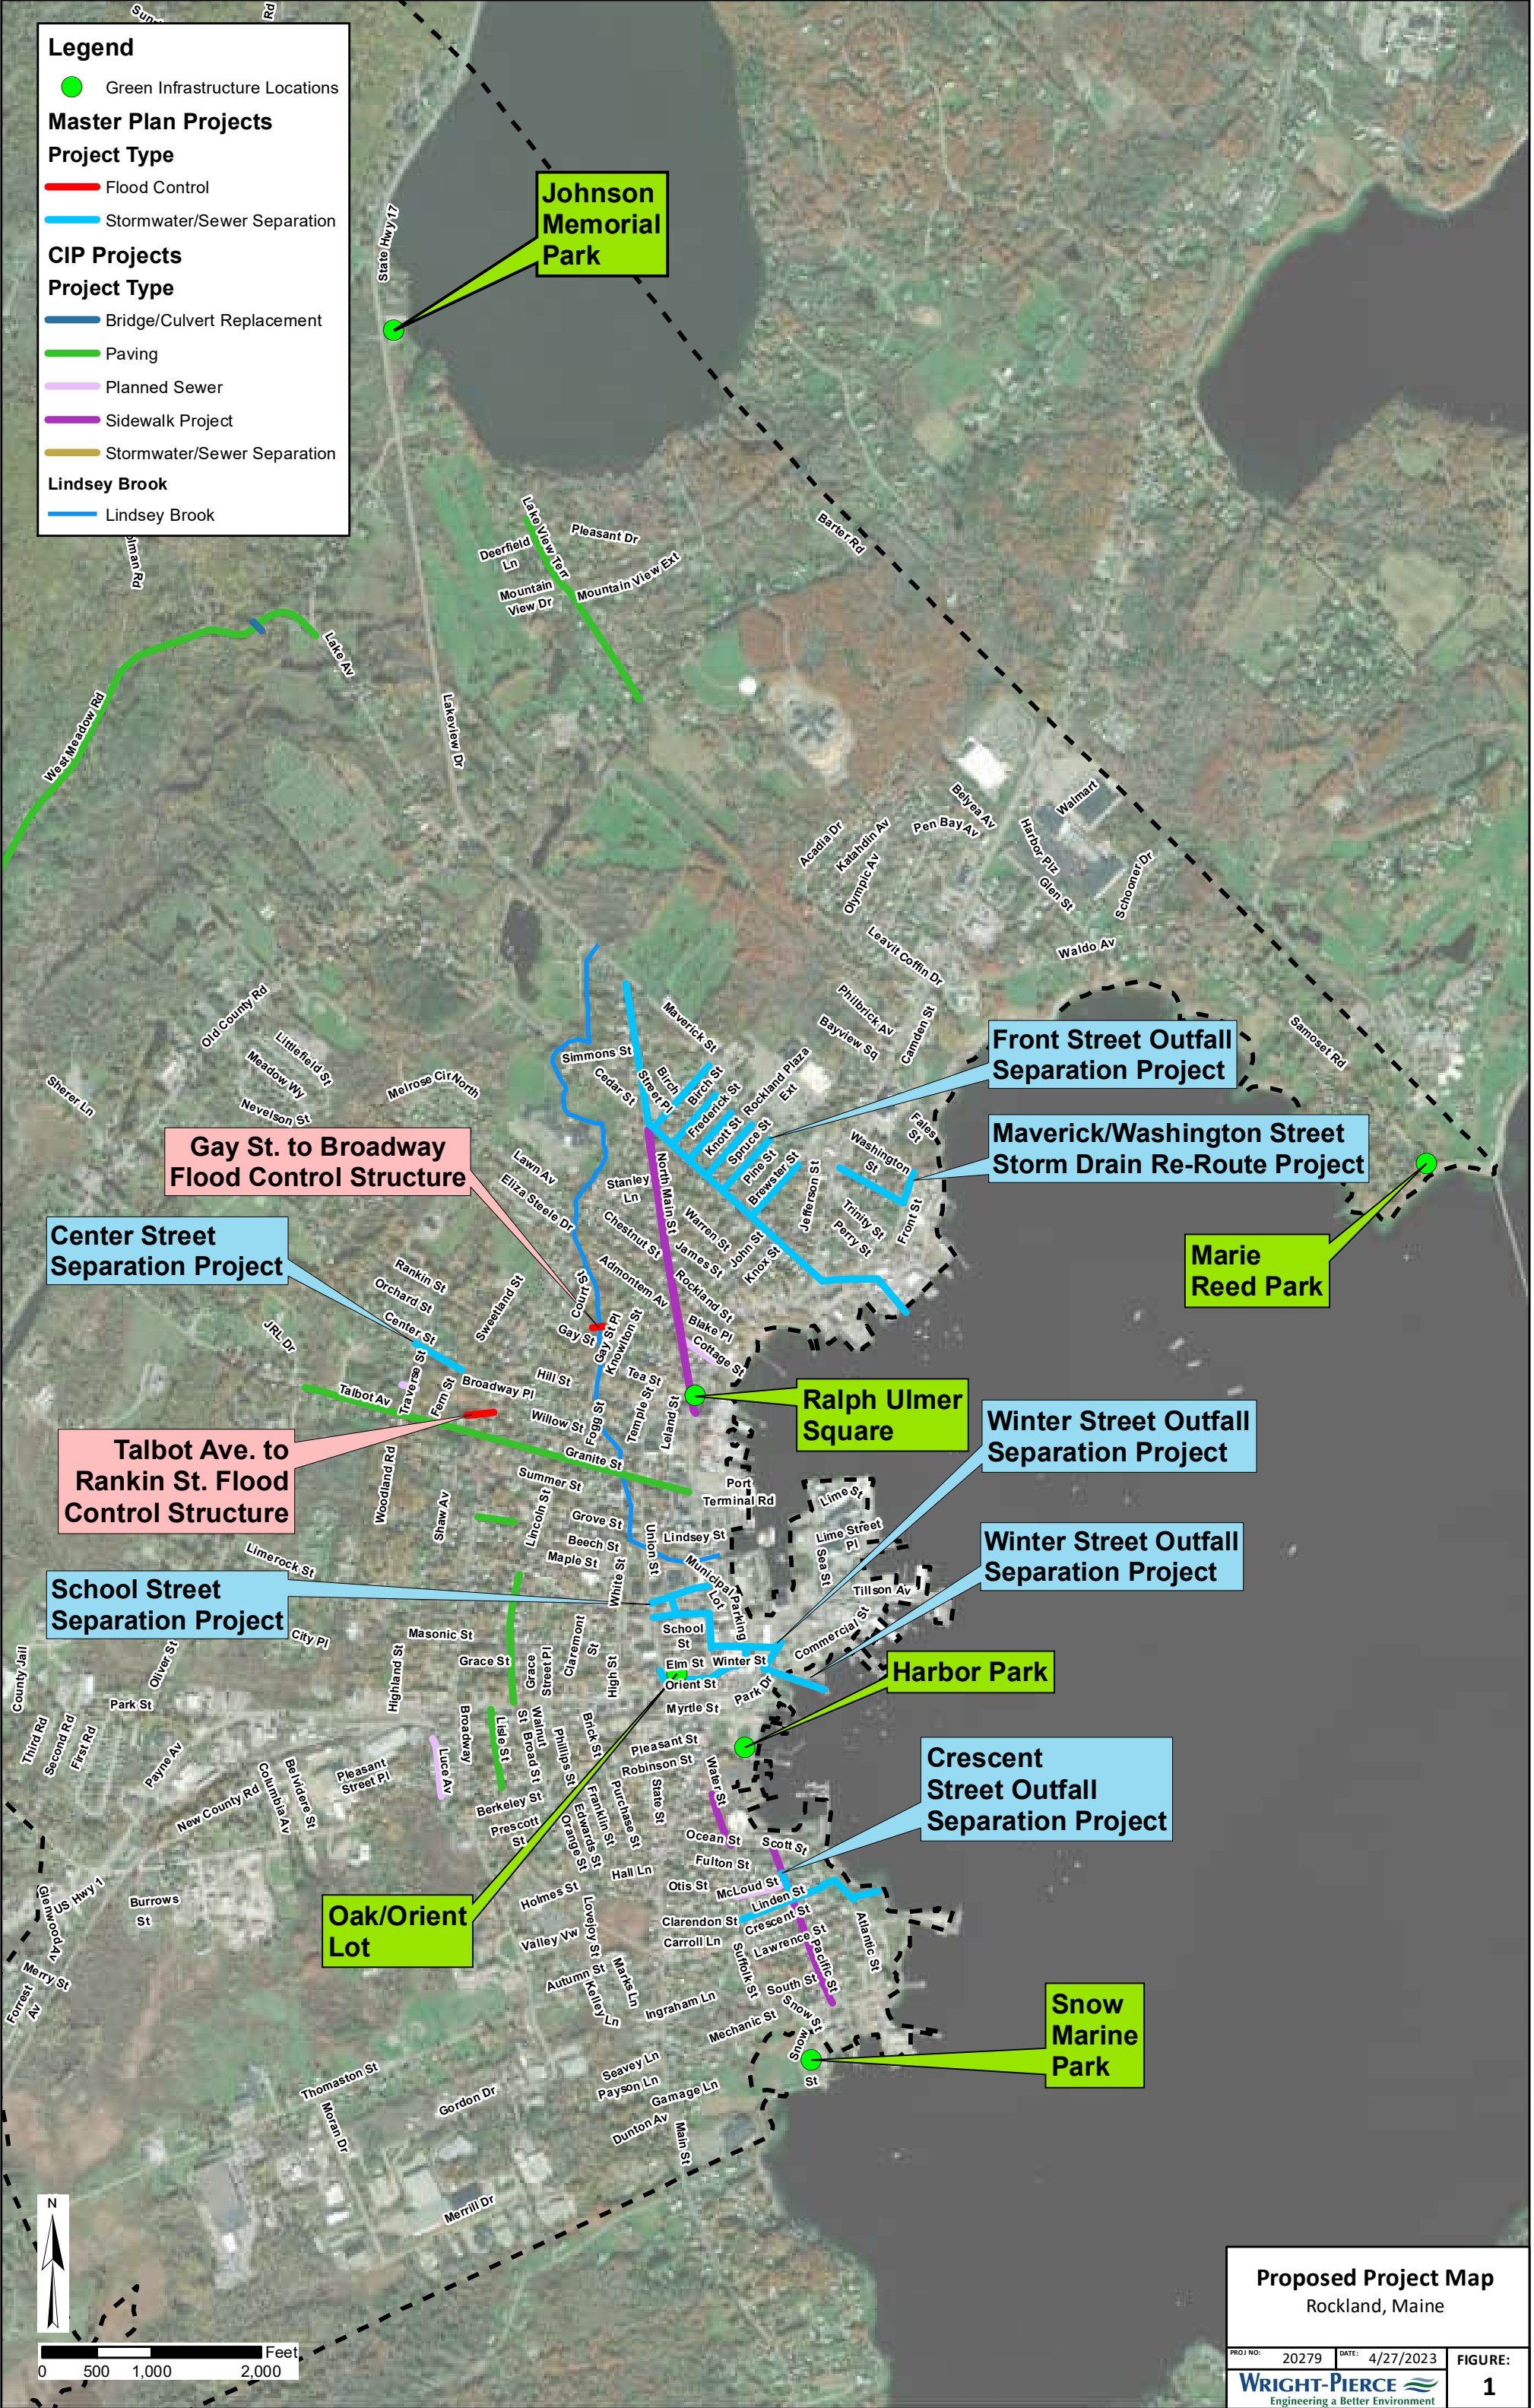 Legend
Green Infrastructure Locations
Master Plan Projects
Project Type
Flood Control
Stormwater/Sewer Separation
CIP Projects
Project Type
Bridge/Culvert Replacement
Paving
Planned Sewer
Sidewalk Project
Stormwater/Sewer Separation
Lindsey Brook
Lindsey Brook
Rd
State Hwy 17
Johnson
Memorial
Park
Lake View Terr
Pleasant Dr
Deerfield
Ln
Mountain
View Dr
Mountain View Ext
Barter Rd
Lake Av
West Meadow Rd
Lakeview Dr
Belyea Av
Walmart
Pen Bay Av
Acadia Dr
Katahdin Av
Olympic Av
Harbor Plz
Glen St
Schooner Dr
Waldo Av
Leavit Coffin Dr
Philbrick Av
Bayview Sq
Camden St
Samoset Rd
Old County Rd
Littlefield St
Meadow Wy
Nevelson St
Sherer Ln
Melrose Cir
North
Simmons St
Cedar St
Maverick St
Birch
Street Pl
Birch St
Frederick St
Knott St
Spruce St
Pine St
Brewster St
Rockland Plaza
Ext
Fales
St
Washington
St
Jefferson St
Trinity St
Perry St
Front St
Front Street Outfall
Separation Project
Maverick/Washington Street
Storm Drain Re-Route Project
Gay St. to Broadway
Flood Control Structure
Marie
Reed Park
Center Street
Separation Project
Lawn Av
Eliza Steele Dr
Stanley
Ln
North Main St
Chestnut St
Warren St
James St
John St
Knox St
Admontem Av
Rockland St
Blake Pl
Cottage St
Court St
Gay St
Gay St Pl
Knowlton St
Rankin St
Orchard St
Center St
Sweetland St
JRL Dr
Talbot Av
Traverse St
Fern St
Broadway Pl
Hill St
Tea St
Temple St
Leland St
Willow St
Fogg St
Granite St
Ralph Ulmer
Square
Talbot Ave. to
Rankin St. Flood
Control Structure
Winter Street Outfall
Separation Project
Woodland Rd
Shaw Av
Summer St
Lincoln St
Grove St
Beech St
Maple St
White St
Union St
Lindsey St
Port
Terminal Rd
Lime St
Lime Street
Pl
Sea St
Tillson Av
Commercial St
Municipal
Parking
Lot
Winter Street Outfall
Separation Project
Limerock St
School Street
Separation Project
School
St
Elm St
Winter St
Orient St
Park Dr
Myrtle St
Harbor Park
City Pl
Masonic St
Grace St
Grace
Street Pl
Claremont
St
High St
Highland St
Oliver St
County Jail
Park St
Third Rd
Second Rd
First Rd
Payne Av
New County Rd
Columbia Av
Belvidere St
Pleasant
Street Pl
Luce Av
Broadway
Lisle St
Walnut
St
Broad St
Phillips St
Brick St
Pleasant St
Robinson St
Water St
State St
Purchase St
Franklin St
Edwards St
Orange St
Berkeley St
Prescott
St
Ocean St
Scott St
Fulton St
Otis St
McLoud St
Linden St
Clarendon St
Crescent St
Lawrence St
Carroll Ln
Suffolk St
Pacific St
Atlantic St
South St
Crescent
Street Outfall
Separation Project
Hall Ln
Holmes St
Lovejoy St
Valley Vw
Autumn St
Kelley
Ln
Marks Ln
Ingraham Ln
Mechanic St
Snow St
Snow
St
Oak/Orient
Lot
Snow
Marine
Park
US Hwy 1
Glenwood Av
Burrows
St
Merry St
Forrest
Av
Thomaston St
Moran Dr
Gordon Dr
Seavey Ln
Payson Ln
Gamage Ln
Dunton Av
Main St
Merrill Dr
N
Feet
0 500 1,000 2,000
Proposed Project Map
Rockland, Maine
PROJ NO: 20279 DATE: 4/27/2023
FIGURE:
1
WRIGHT-PIERCE
Engineering a Better Environment